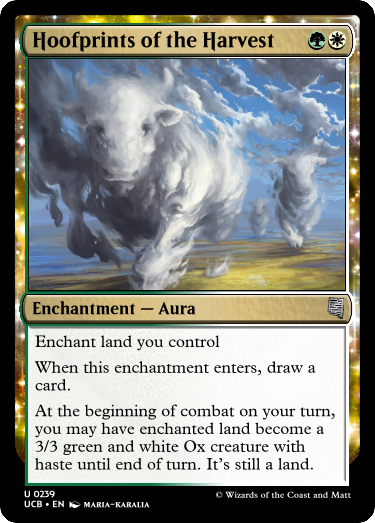 Hoofprints of the Harvest
Enchantment — Aura
Enchant land you control
When this enchantment enters, draw a
card.
At the beginning of combat on your turn,
you may have enchanted land become a
3/3 green and white Ox creature with
haste until end of turn. It's still a land.
U 0239
UCB • EN MARIA-KARALIA
© Wizards of the Coast and Matt